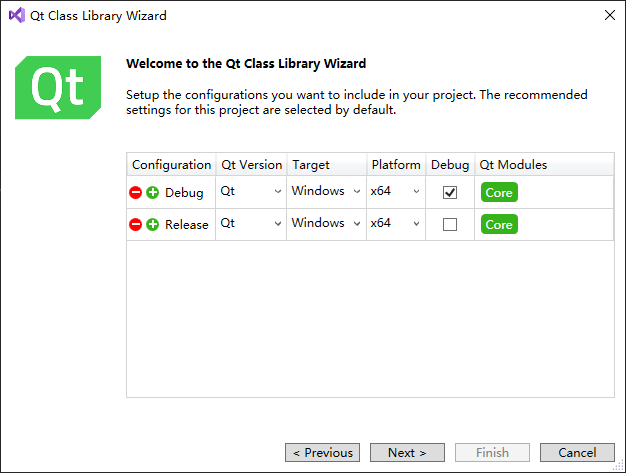 Qt Class Library Wizard
Qt
Welcome to the Qt Class Library Wizard
Setup the configurations you want to include in your project. The recommended
settings for this project are selected by default.
Configuration Qt Version Target Platform Debug Qt Modules
Debug Qt Windows x64 Core
Release Qt Windows x64 Core
< Previous Next > Finish Cancel